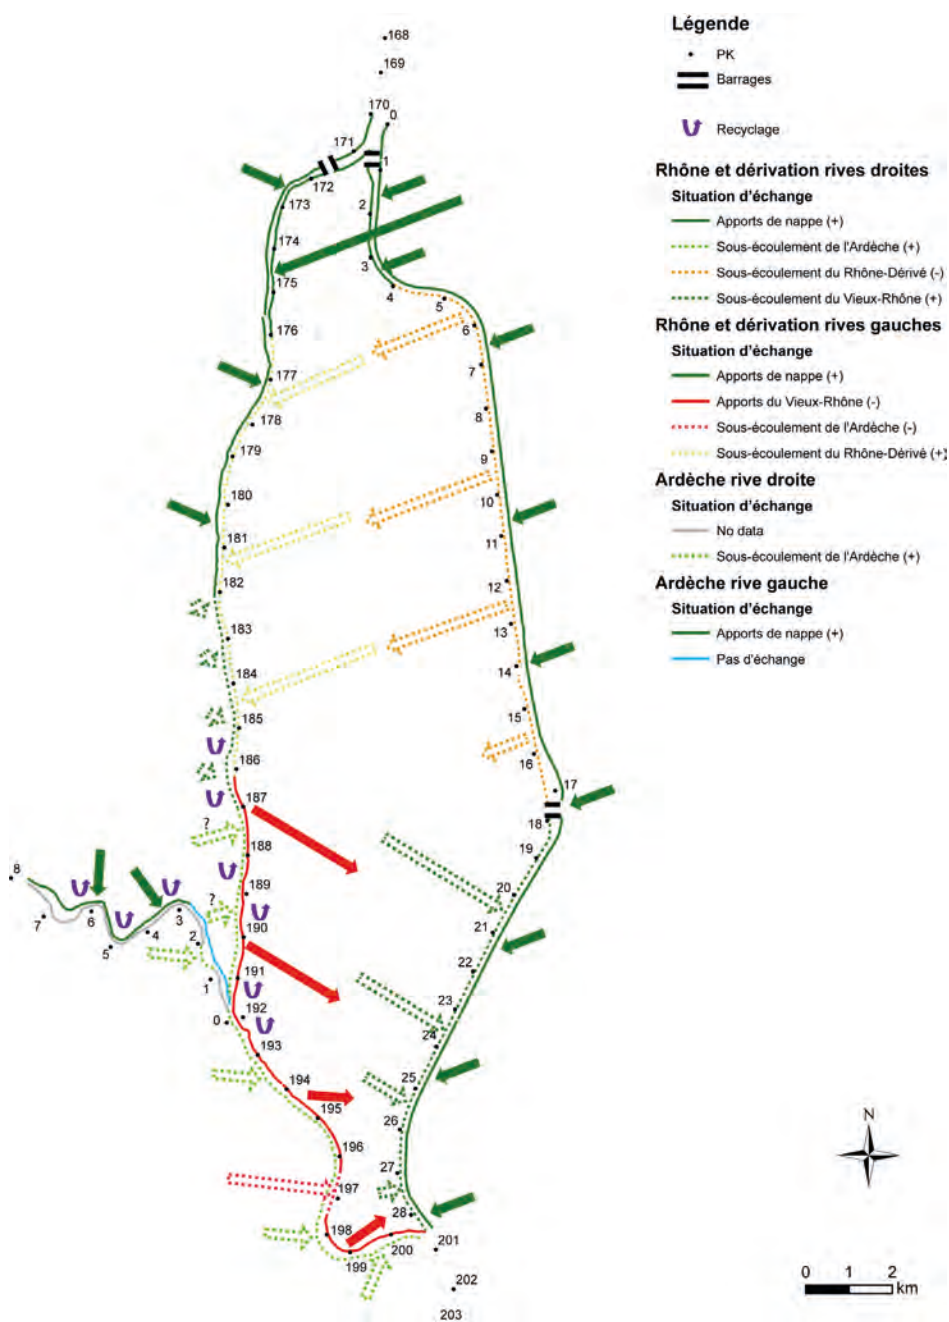 Légende
PK
Barrages
Recyclage
Rhône et dérivation rives droites
Situation d'échange
Apports de nappe (+)
Sous-écoulement de l'Ardèche (+)
Sous-écoulement du Rhône-Dérivé (-)
Sous-écoulement du Vieux-Rhône (+)
Rhône et dérivation rives gauches
Situation d'échange
Apports de nappe (+)
Apports du Vieux-Rhône (-)
Sous-écoulement de l'Ardèche (-)
Sous-écoulement du Rhône-Dérivé (+)
Ardèche rive droite
Situation d'échange
No data
Sous-écoulement de l'Ardèche (+)
Ardèche rive gauche
Situation d'échange
Apports de nappe (+)
Pas d'échange
168
169
170
0
171
1
172
2
173
174
3
175
4
5
176
6
177
7
178
8
179
9
180
10
181
11
182
12
183
13
184
14
185
15
186
16
187
17
18
?
188
19
8
189
20
?
7
6
5
4
3
2
190
21
1
191
22
0
192
23
193
24
194
25
195
26
196
27
197
28
198
199
200
201
202
203
N
0 1 2
km